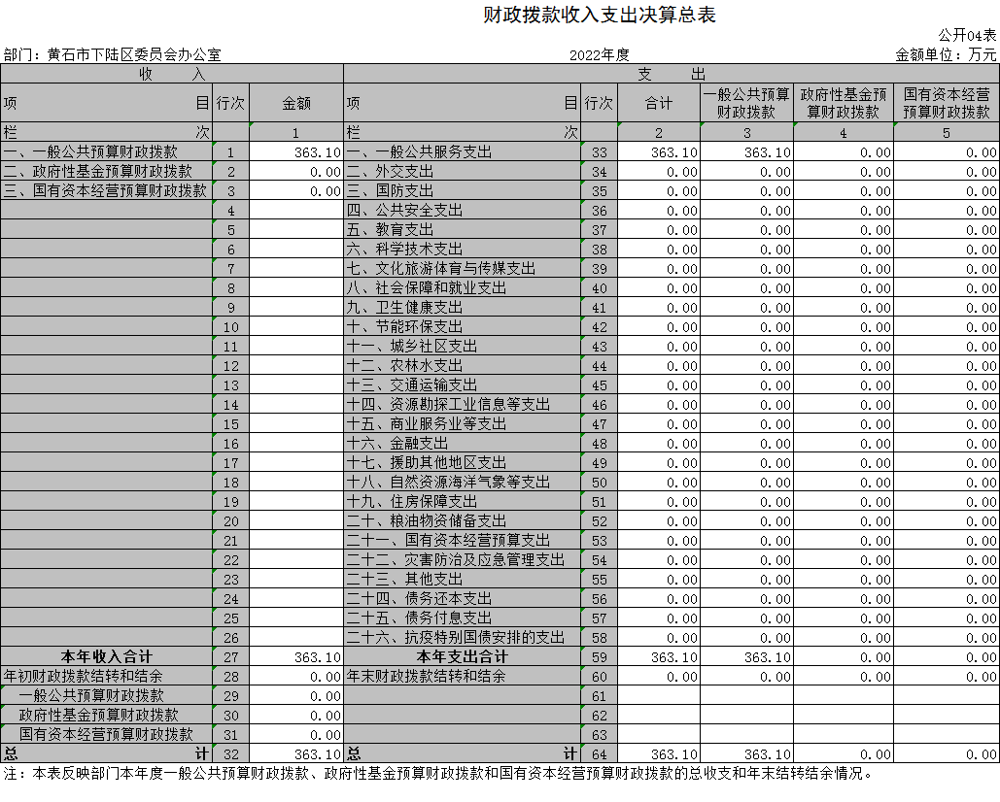 财政拨款收入支出决算总表
公开04表
部门：黄石市下陆区委员会办公室 2022年度 金额单位：万元
收 入 支 出
项 目 行次 金额 项 目 行次 合计 一般公共预算财政拨款 政府性基金预算财政拨款 国有资本经营预算财政拨款
栏 次 1 栏 次 2 3 4 5
一、一般公共预算财政拨款 1 363.10 一、一般公共服务支出 33 363.10 363.10 0.00 0.00
二、政府性基金预算财政拨款 2 0.00 二、外交支出 34 0.00 0.00 0.00 0.00
三、国有资本经营预算财政拨款 3 0.00 三、国防支出 35 0.00 0.00 0.00 0.00
4 四、公共安全支出 36 0.00 0.00 0.00 0.00
5 五、教育支出 37 0.00 0.00 0.00 0.00
6 六、科学技术支出 38 0.00 0.00 0.00 0.00
7 七、文化旅游体育与传媒支出 39 0.00 0.00 0.00 0.00
8 八、社会保障和就业支出 40 0.00 0.00 0.00 0.00
9 九、卫生健康支出 41 0.00 0.00 0.00 0.00
10 十、节能环保支出 42 0.00 0.00 0.00 0.00
11 十一、城乡社区支出 43 0.00 0.00 0.00 0.00
12 十二、农林水支出 44 0.00 0.00 0.00 0.00
13 十三、交通运输支出 45 0.00 0.00 0.00 0.00
14 十四、资源勘探工业信息等支出 46 0.00 0.00 0.00 0.00
15 十五、商业服务业等支出 47 0.00 0.00 0.00 0.00
16 十六、金融支出 48 0.00 0.00 0.00 0.00
17 十七、援助其他地区支出 49 0.00 0.00 0.00 0.00
18 十八、自然资源海洋气象等支出 50 0.00 0.00 0.00 0.00
19 十九、住房保障支出 51 0.00 0.00 0.00 0.00
20 二十、粮油物资储备支出 52 0.00 0.00 0.00 0.00
21 二十一、国有资本经营预算支出 53 0.00 0.00 0.00 0.00
22 二十二、灾害防治及应急管理支出 54 0.00 0.00 0.00 0.00
23 二十三、其他支出 55 0.00 0.00 0.00 0.00
24 二十四、债务还本支出 56 0.00 0.00 0.00 0.00
25 二十五、债务付息支出 57 0.00 0.00 0.00 0.00
26 二十六、抗疫特别国债安排的支出 58 0.00 0.00 0.00 0.00
本年收入合计 27 363.10 本年支出合计 59 363.10 363.10 0.00 0.00
年初财政拨款结转和结余 28 0.00 年末财政拨款结转和结余 60 0.00 0.00 0.00 0.00
一般公共预算财政拨款 29 0.00 61
政府性基金预算财政拨款 30 0.00 62
国有资本经营预算财政拨款 31 0.00 63
总 计 32 363.10 总 计 64 363.10 363.10 0.00 0.00
注：本表反映部门本年度一般公共预算财政拨款、政府性基金预算财政拨款和国有资本经营预算财政拨款的总收支和年末结转结余情况。